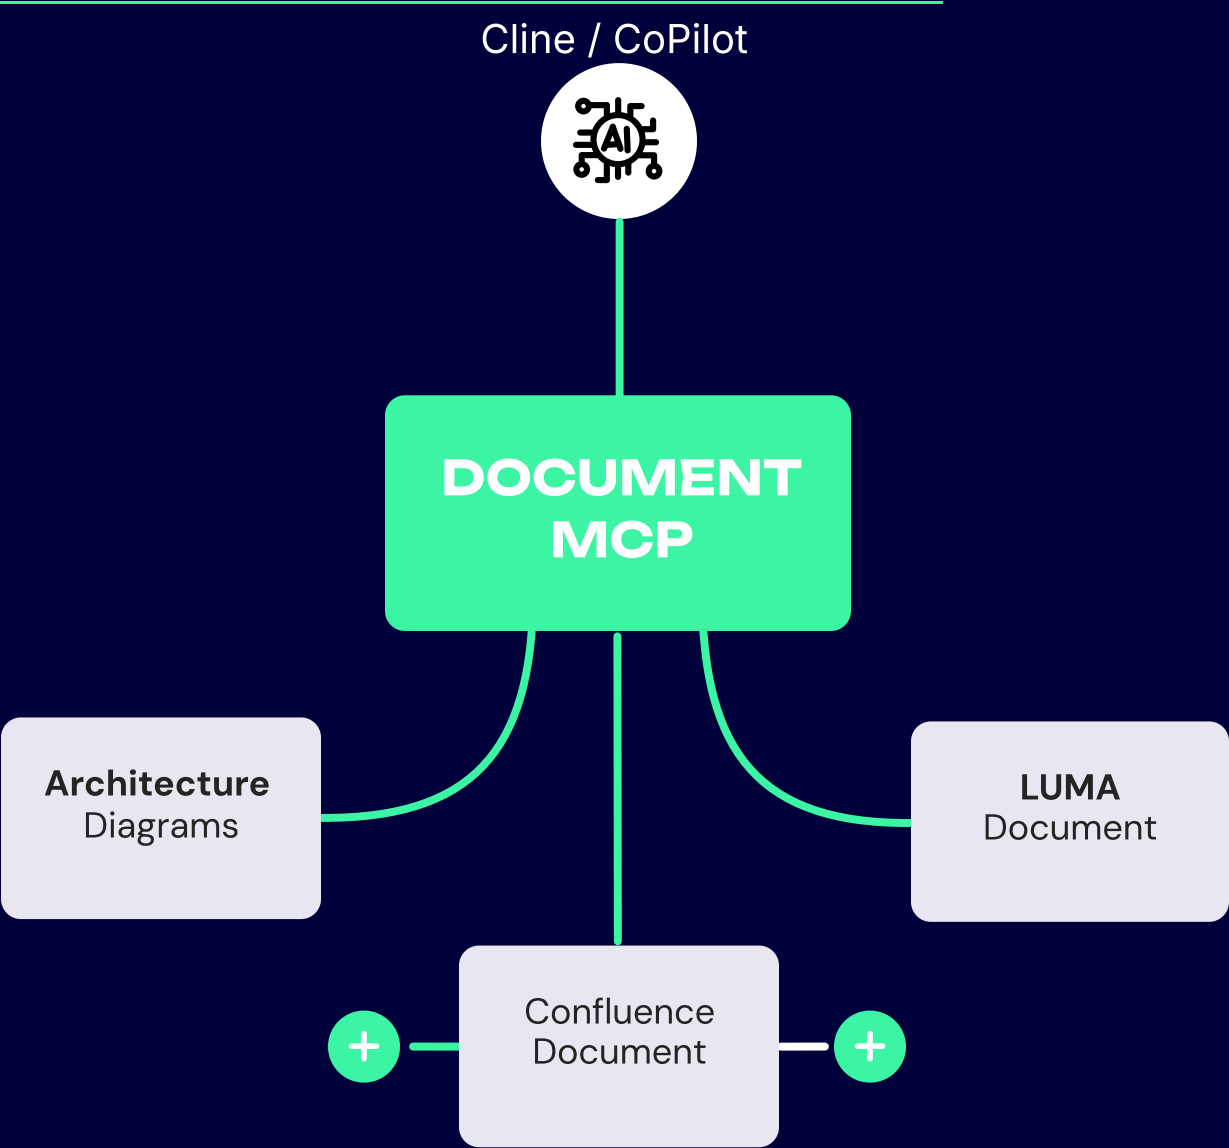 Cline / CoPilot
AI
DOCUMENT
MCP
Architecture
Diagrams
LUMA
Document
Confluence
Document